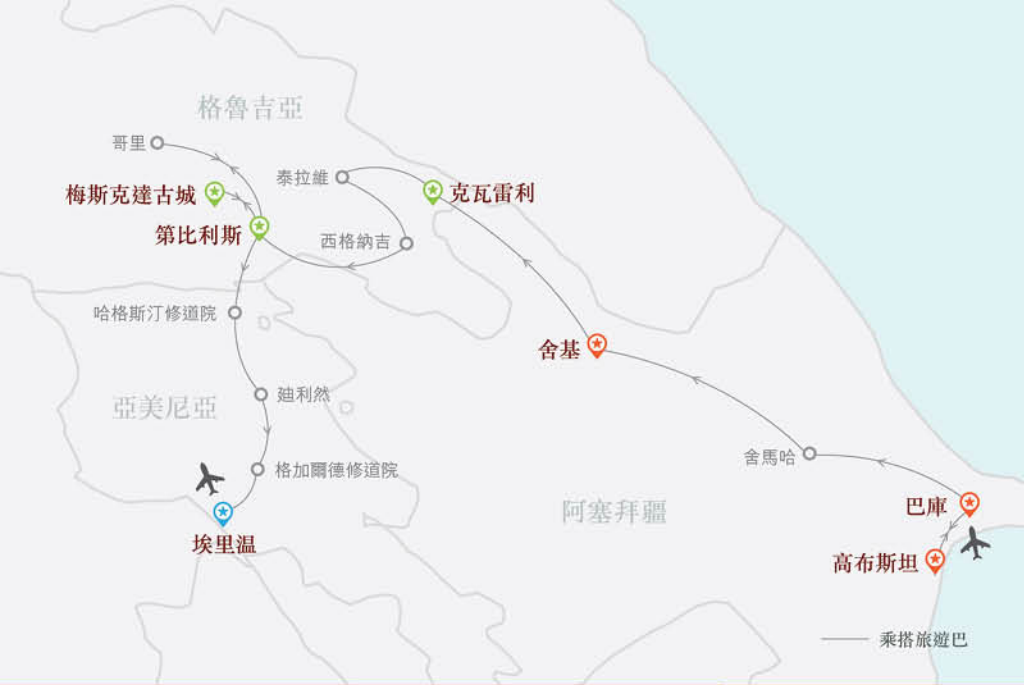 格魯吉亞
哥里
泰拉維
梅斯克達古城
克瓦雷利
第比利斯
西格納吉
哈格斯汀修道院
舍基
廸利然
亞美尼亞
舍馬哈
格加爾德修道院
巴庫
阿塞拜疆
埃里温
高布斯坦
乘搭旅遊巴